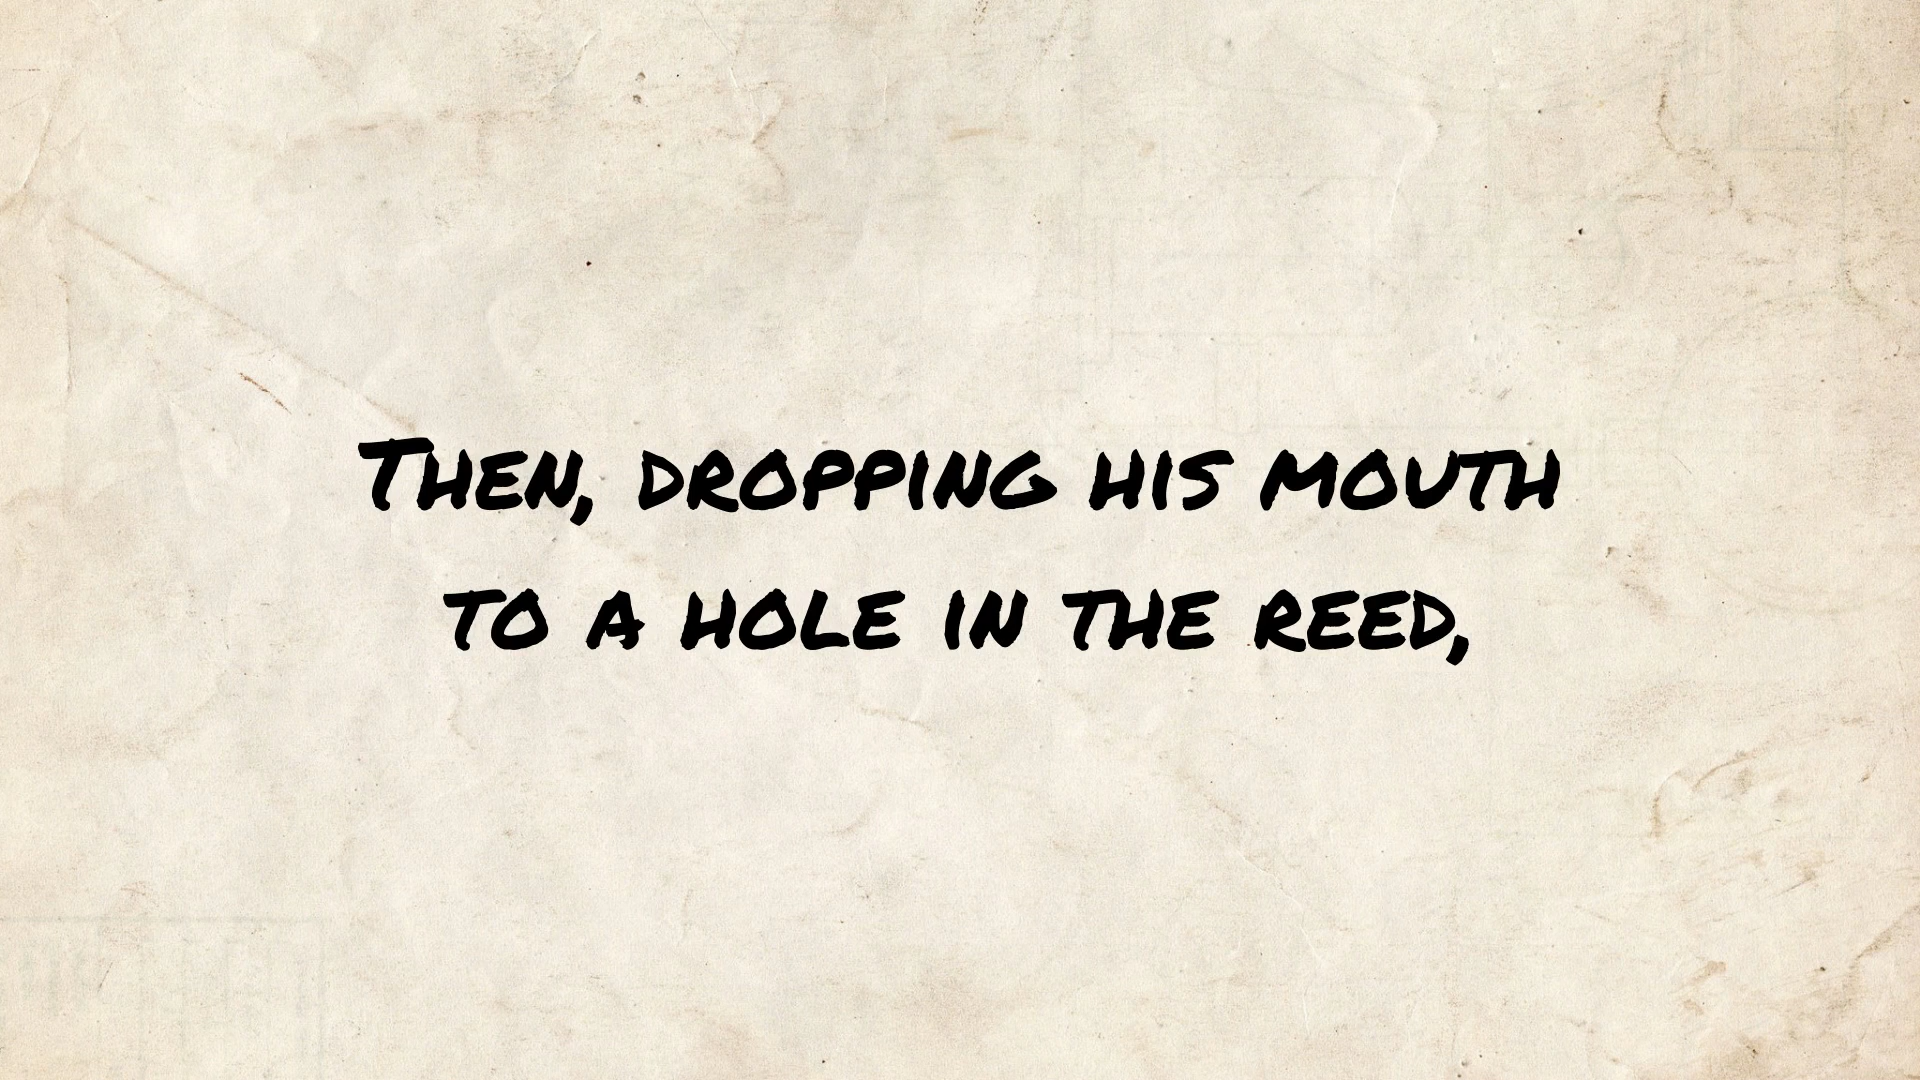 Then, dropping his mouth
to a hole in the reed,